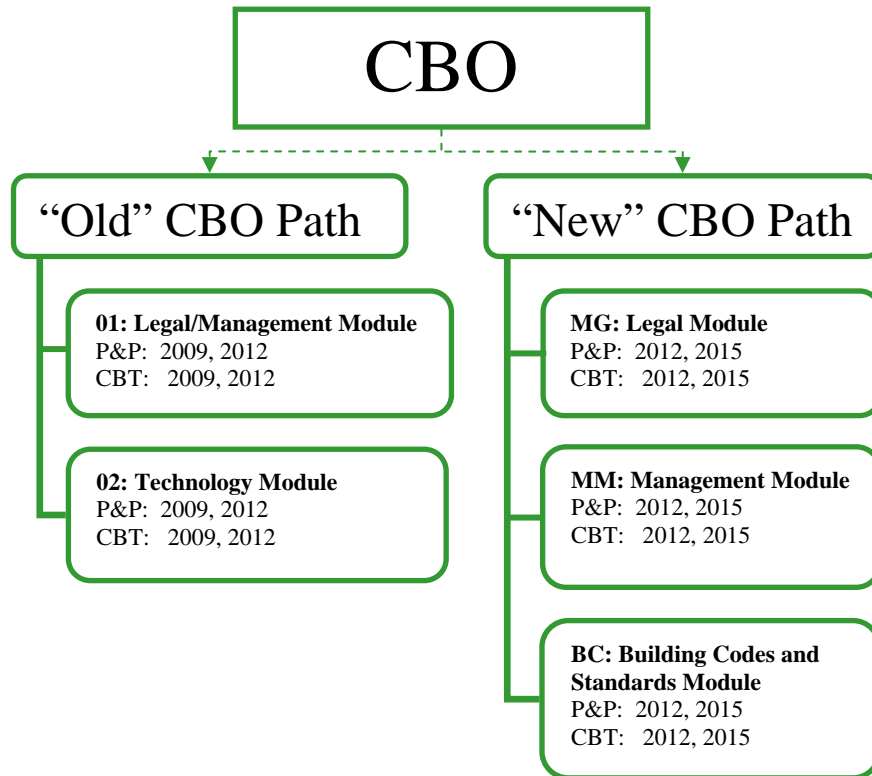 CBO
“Old” CBO Path
01: Legal/Management Module
P&P: 2009, 2012
CBT: 2009, 2012
02: Technology Module
P&P: 2009, 2012
CBT: 2009, 2012
“New” CBO Path
MG: Legal Module
P&P: 2012, 2015
CBT: 2012, 2015
MM: Management Module
P&P: 2012, 2015
CBT: 2012, 2015
BC: Building Codes and
Standards Module
P&P: 2012, 2015
CBT: 2012, 2015